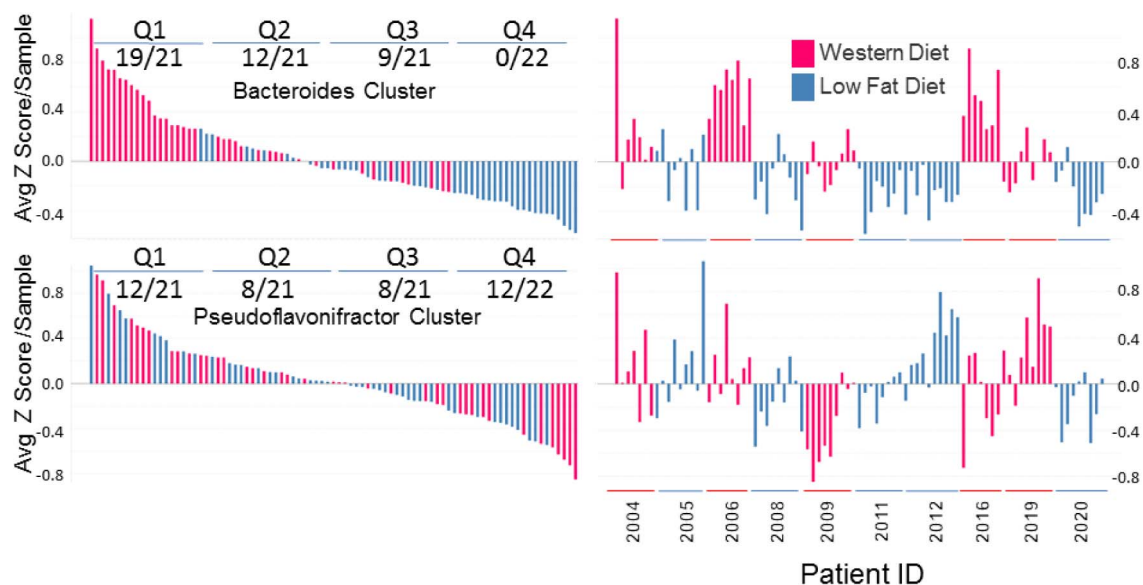 Q1 Q2 Q3 Q4
19/21 12/21 9/21 0/22
Bacteroides Cluster
Avg Z Score/Sample
0.8
0.4
0.0
-0.4
Western Diet
Low Fat Diet
0.8
0.4
0.0
-0.4
Q1 Q2 Q3 Q4
12/21 8/21 8/21 12/22
Pseudoflavonifractor Cluster
Avg Z Score/Sample
0.8
0.4
0.0
-0.4
-0.8
0.8
0.4
0.0
-0.4
-0.8
2004 2005 2006 2008 2009 2011 2012 2016 2019 2020
Patient ID